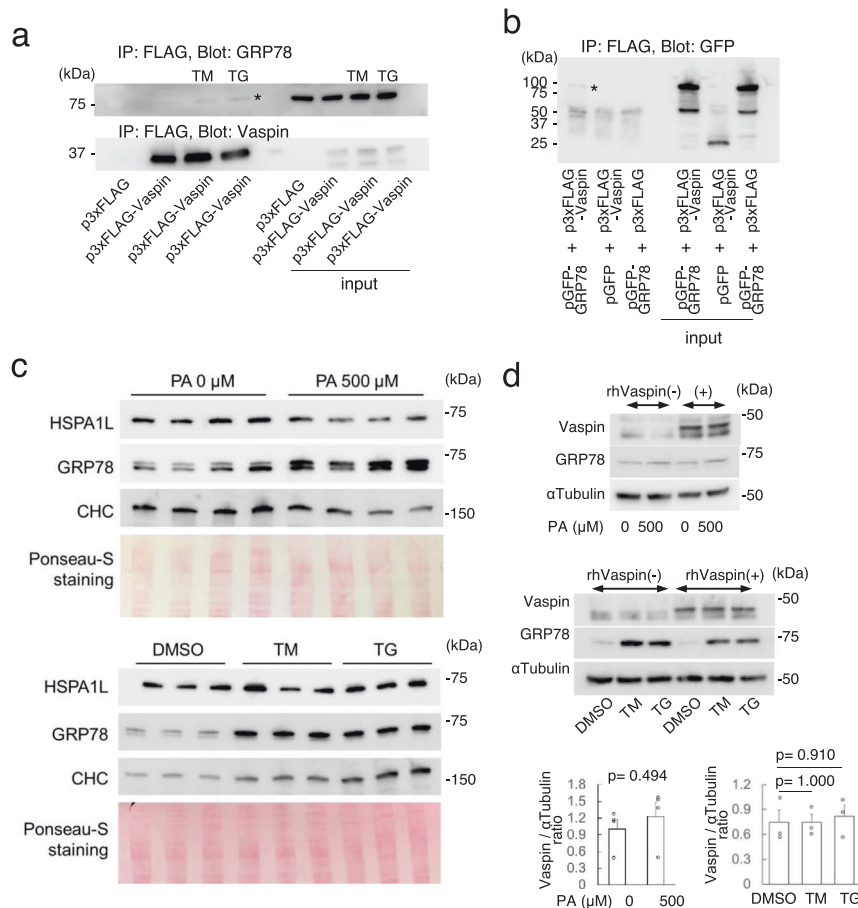 a
IP: FLAG, Blot: GRP78
(kDa)
TM TG TM TG
75 -
*
IP: FLAG, Blot: Vaspin
37 -
p3xFLAG
p3xFLAG-Vaspin
p3xFLAG-Vaspin
p3xFLAG-Vaspin
p3xFLAG
p3xFLAG-Vaspin
p3xFLAG-Vaspin
p3xFLAG-Vaspin
input
b
IP: FLAG, Blot: GFP
(kDa)
100 -
75 -
50 -
37 -
25 -
*
pGFP-GRP78 + p3xFLAG-Vaspin
pGFP + p3xFLAG-Vaspin
pGFP-GRP78 + p3xFLAG
pGFP-GRP78 + p3xFLAG-Vaspin
pGFP + p3xFLAG-Vaspin
pGFP-GRP78 + p3xFLAG
input
c
PA 0 μM PA 500 μM (kDa)
HSPA1L -75
GRP78 -75
CHC -150
Ponseau-S
staining
DMSO TM TG (kDa)
HSPA1L -75
GRP78 -75
CHC -150
Ponseau-S
staining
d
rhVaspin(-) (+) (kDa)
Vaspin -50
GRP78 -75
αTubulin -50
PA (μM) 0 500 0 500
rhVaspin(-) rhVaspin(+) (kDa)
Vaspin -50
GRP78 -75
αTubulin -50
DMSO TM TG DMSO TM TG
Vaspin / αTubulin
ratio
1.8
1.5
1.2
0.9
0.6
0.3
0
p= 0.494
PA (μM) 0 500
Vaspin / αTubulin
ratio
1.2
0.9
0.6
0.3
0
p= 0.910
p= 1.000
DMSO TM TG